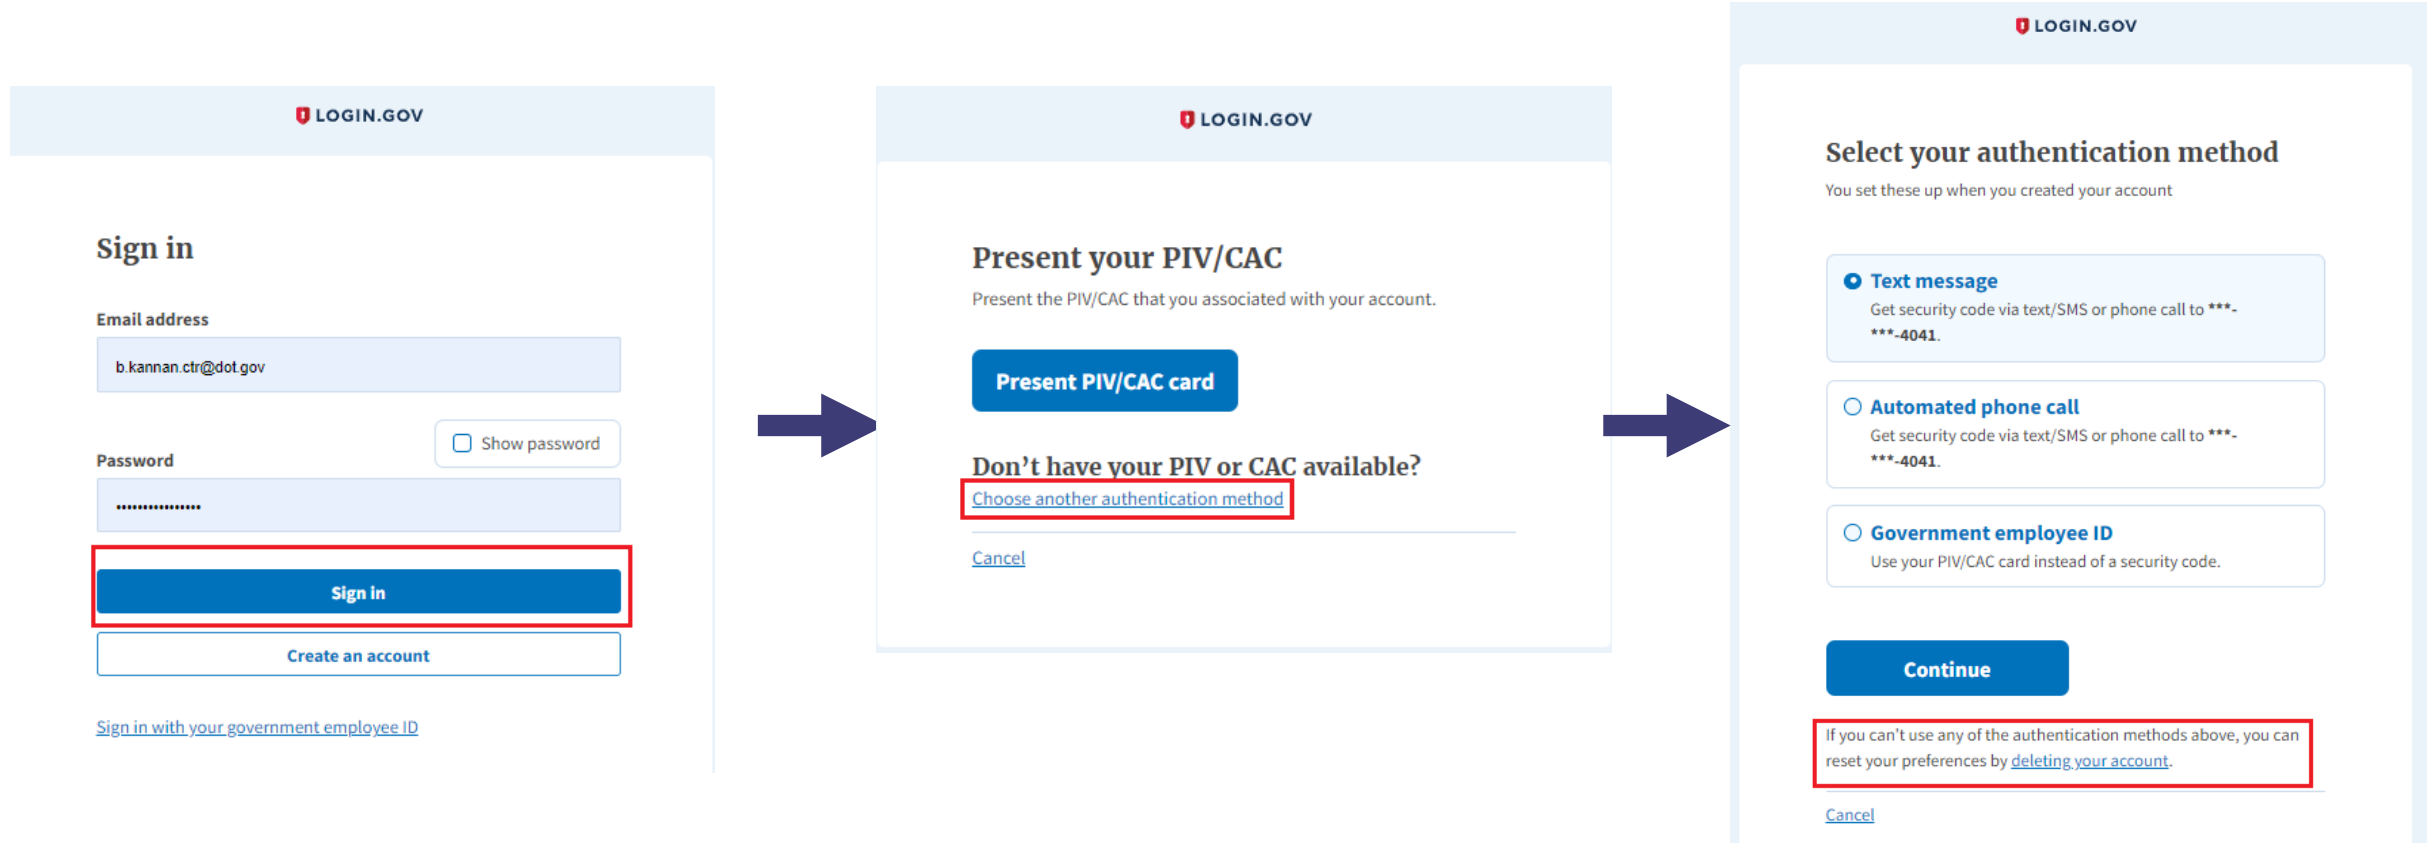 LOGIN.GOV
Sign in
Email address
b.kannan.ctr@dot.gov
Show password
Password
••••••••••••••••
Sign in
Create an account
Sign in with your government employee ID
LOGIN.GOV
Present your PIV/CAC
Present the PIV/CAC that you associated with your account.
Present PIV/CAC card
Don’t have your PIV or CAC available?
Choose another authentication method
Cancel
LOGIN.GOV
Select your authentication method
You set these up when you created your account
Text message
Get security code via text/SMS or phone call to ***-
***-4041.
Automated phone call
Get security code via text/SMS or phone call to ***-
***-4041.
Government employee ID
Use your PIV/CAC card instead of a security code.
Continue
If you can’t use any of the authentication methods above, you can
reset your preferences by deleting your account.
Cancel